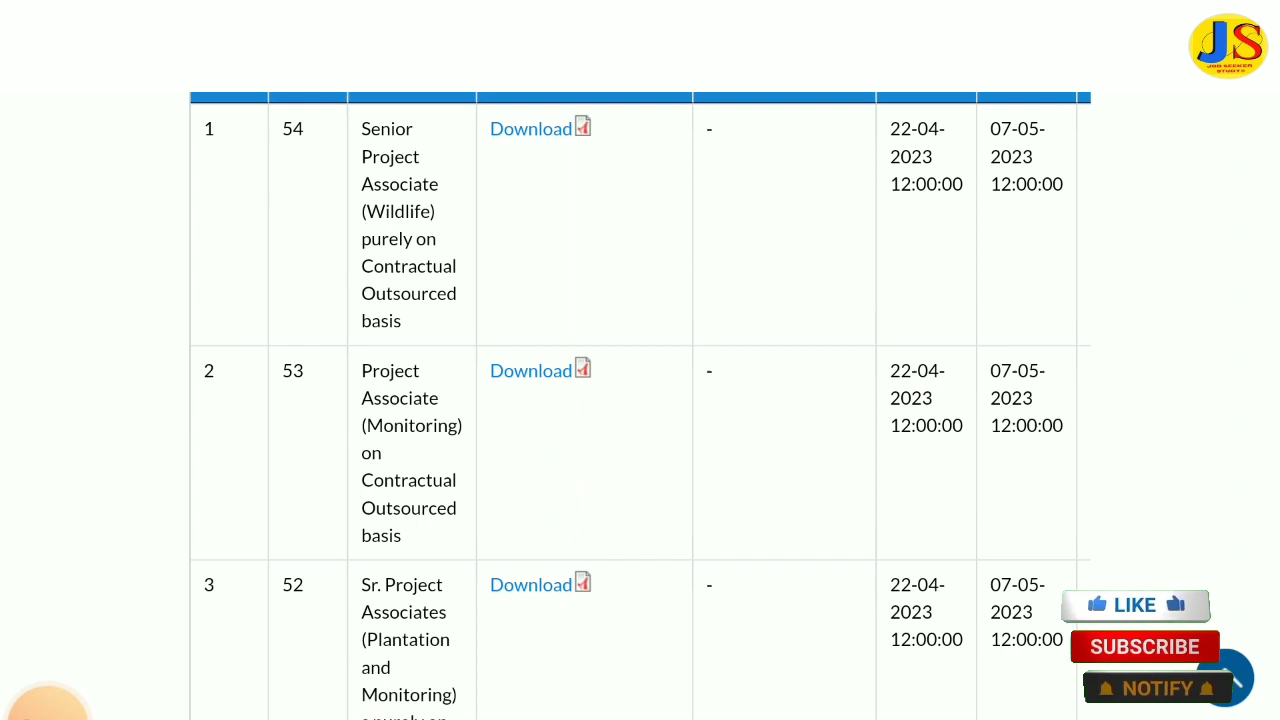 JS
JOB SEEKER
STUDY
1
54
Senior
Project
Associate
(Wildlife)
purely on
Contractual
Outsourced
basis
Download
-
22-04-
2023
12:00:00
07-05-
2023
12:00:00
2
53
Project
Associate
(Monitoring)
on
Contractual
Outsourced
basis
Download
-
22-04-
2023
12:00:00
07-05-
2023
12:00:00
3
52
Sr. Project
Associates
(Plantation
and
Monitoring)
Download
-
22-04-
2023
12:00:00
07-05-
2023
12:00:00
LIKE
SUBSCRIBE
NOTIFY